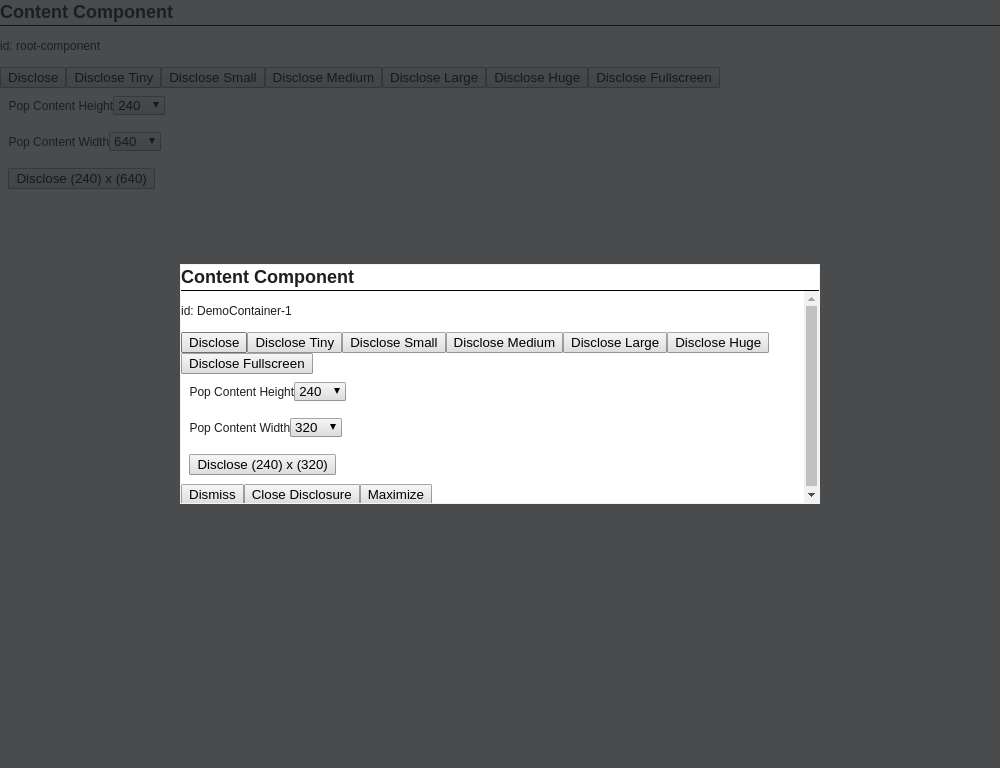 Content Component
id: root-component
Disclose Disclose Tiny Disclose Small Disclose Medium Disclose Large Disclose Huge Disclose Fullscreen
Pop Content Height 240
Pop Content Width 640
Disclose (240) x (640)
Content Component
id: DemoContainer-1
Disclose Disclose Tiny Disclose Small Disclose Medium Disclose Large Disclose Huge
Disclose Fullscreen
Pop Content Height 240
Pop Content Width 320
Disclose (240) x (320)
Dismiss Close Disclosure Maximize